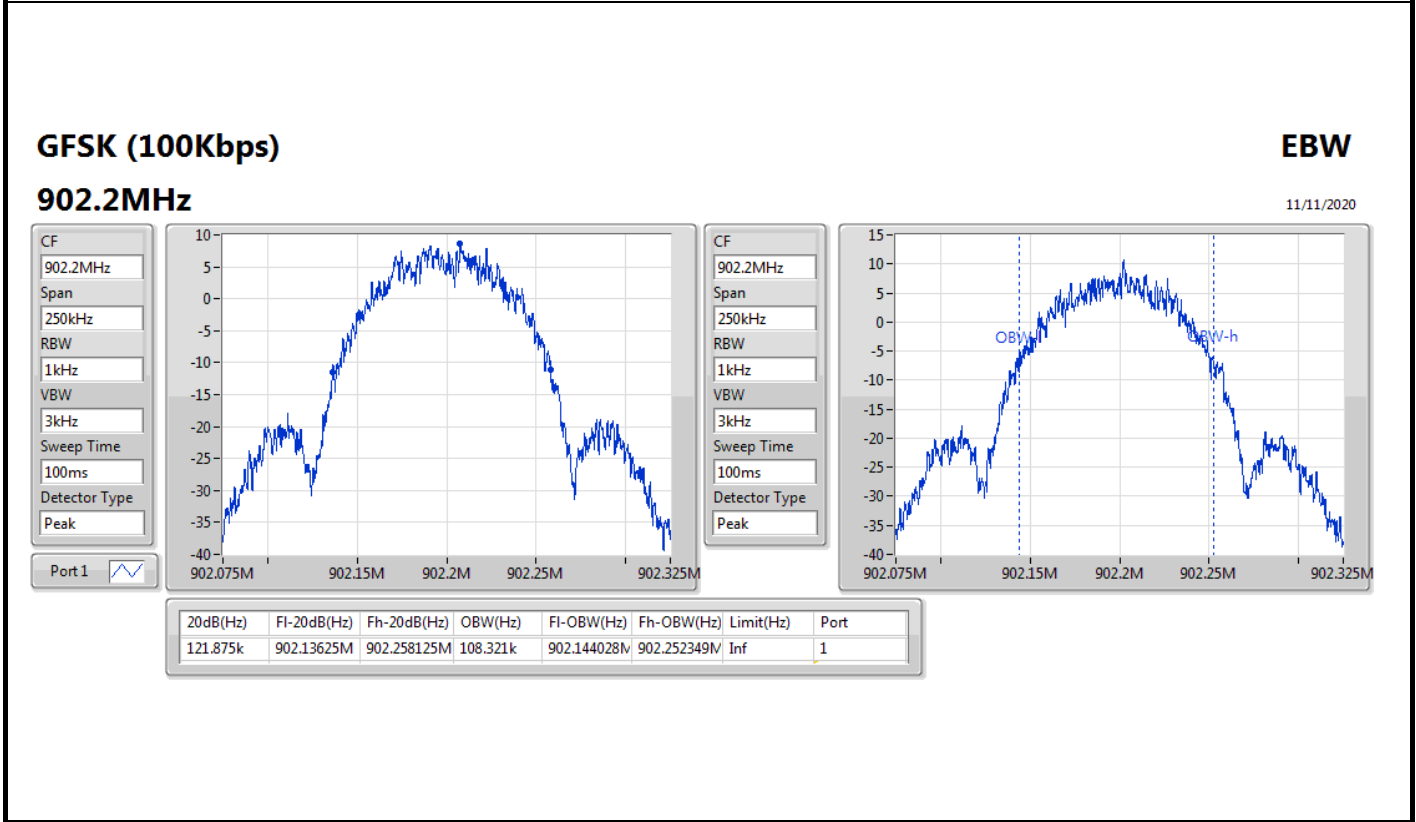 GFSK (100Kbps)
EBW
902.2MHz
11/11/2020
CF
902.2MHz
Span
250kHz
RBW
1kHz
VBW
3kHz
Sweep Time
100ms
Detector Type
Peak
Port 1
10
5
0
-5
-10
-15
-20
-25
-30
-35
-40
902.075M 902.15M 902.2M 902.25M 902.325M
CF
902.2MHz
Span
250kHz
RBW
1kHz
VBW
3kHz
Sweep Time
100ms
Detector Type
Peak
15
10
5
0
-5
-10
-15
-20
-25
-30
-35
-40
OBW-h
902.075M 902.15M 902.2M 902.25M 902.325M
20dB(Hz) Fl-20dB(Hz) Fh-20dB(Hz) OBW(Hz) Fl-OBW(Hz) Fh-OBW(Hz) Limit(Hz) Port
121.875k 902.13625M 902.258125M 108.321k 902.144028M 902.252349M Inf 1